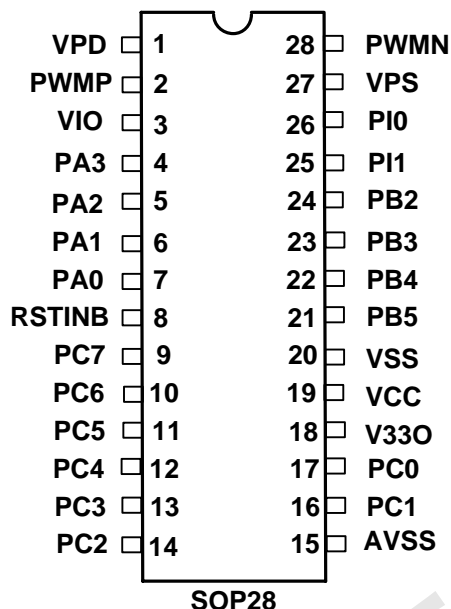 VPD 1 28 PWMN
PWMP 2 27 VPS
VIO 3 26 PI0
PA3 4 25 PI1
PA2 5 24 PB2
PA1 6 23 PB3
PA0 7 22 PB4
RSTINB 8 21 PB5
PC7 9 20 VSS
PC6 10 19 VCC
PC5 11 18 V33O
PC4 12 17 PC0
PC3 13 16 PC1
PC2 14 15 AVSS
SOP28